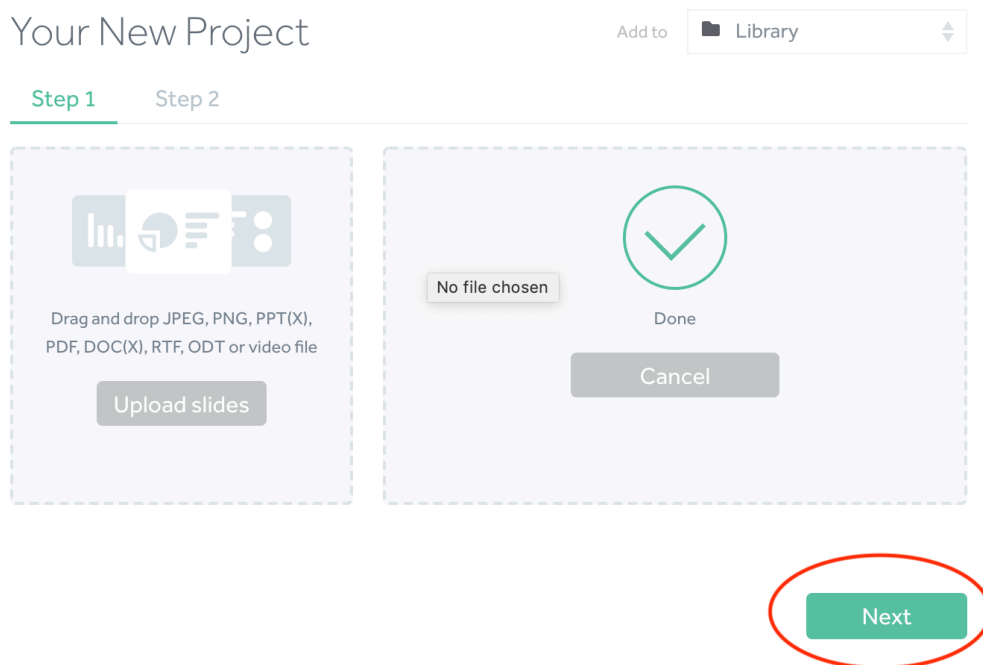 Your New Project
Add to
Library
Step 1
Step 2
Drag and drop JPEG, PNG, PPT(X),
PDF, DOC(X), RTF, ODT or video file
Upload slides
No file chosen
Done
Cancel
Next